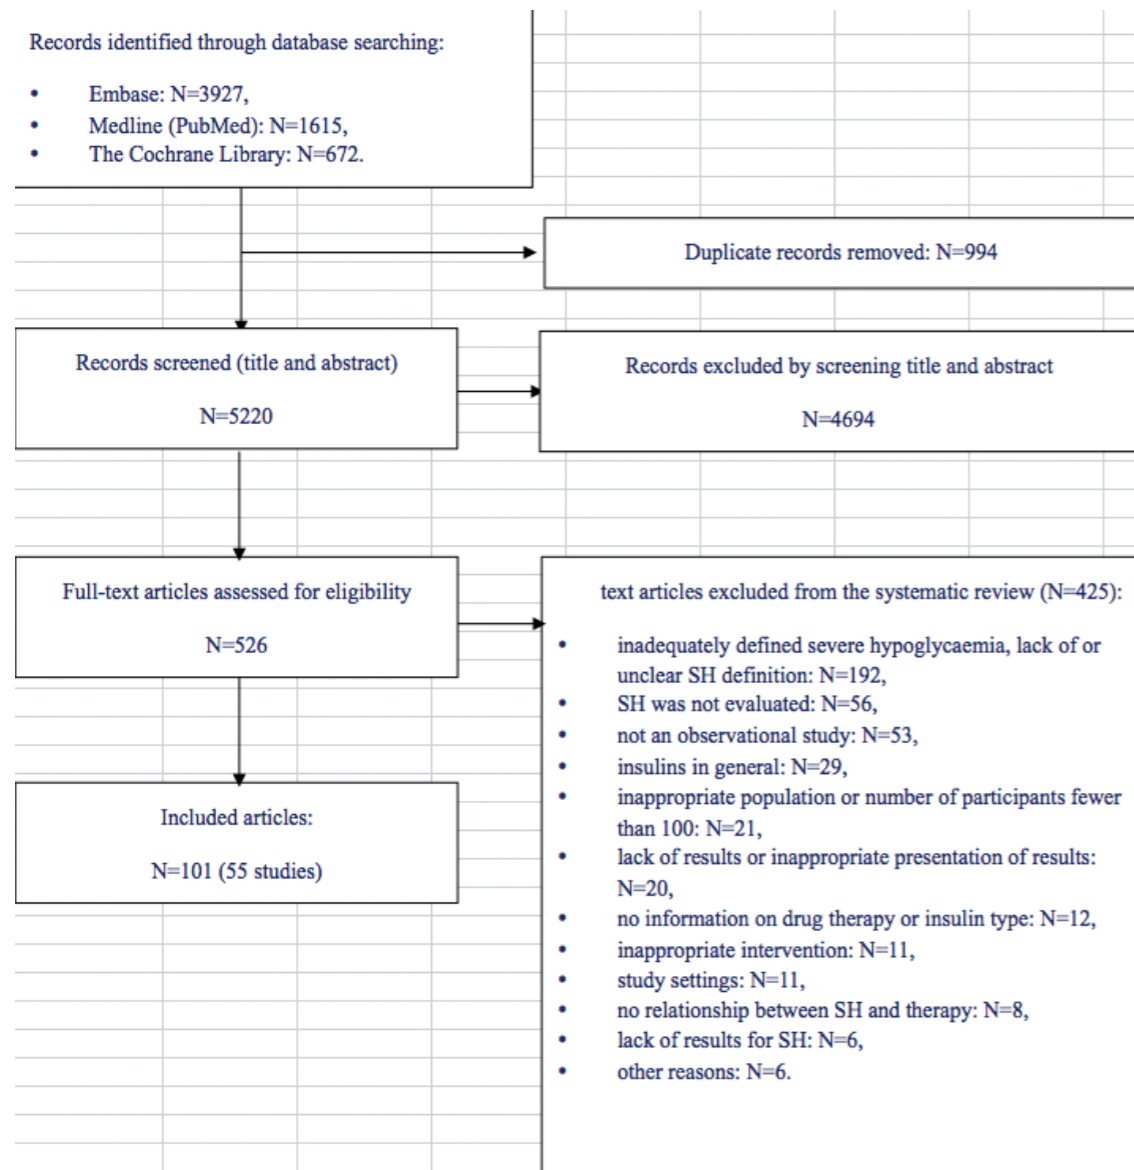 Records identified through database searching:
• Embase: N=3927,
• Medline (PubMed): N=1615,
• The Cochrane Library: N=672.
Duplicate records removed: N=994
Records screened (title and abstract)
N=5220
Records excluded by screening title and abstract
N=4694
Full-text articles assessed for eligibility
N=526
text articles excluded from the systematic review (N=425):
• inadequately defined severe hypoglycaemia, lack of or
unclear SH definition: N=192,
• SH was not evaluated: N=56,
• not an observational study: N=53,
• insulins in general: N=29,
• inappropriate population or number of participants fewer
than 100: N=21,
• lack of results or inappropriate presentation of results:
N=20,
• no information on drug therapy or insulin type: N=12,
• inappropriate intervention: N=11,
• study settings: N=11,
• no relationship between SH and therapy: N=8,
• lack of results for SH: N=6,
• other reasons: N=6.
Included articles:
N=101 (55 studies)